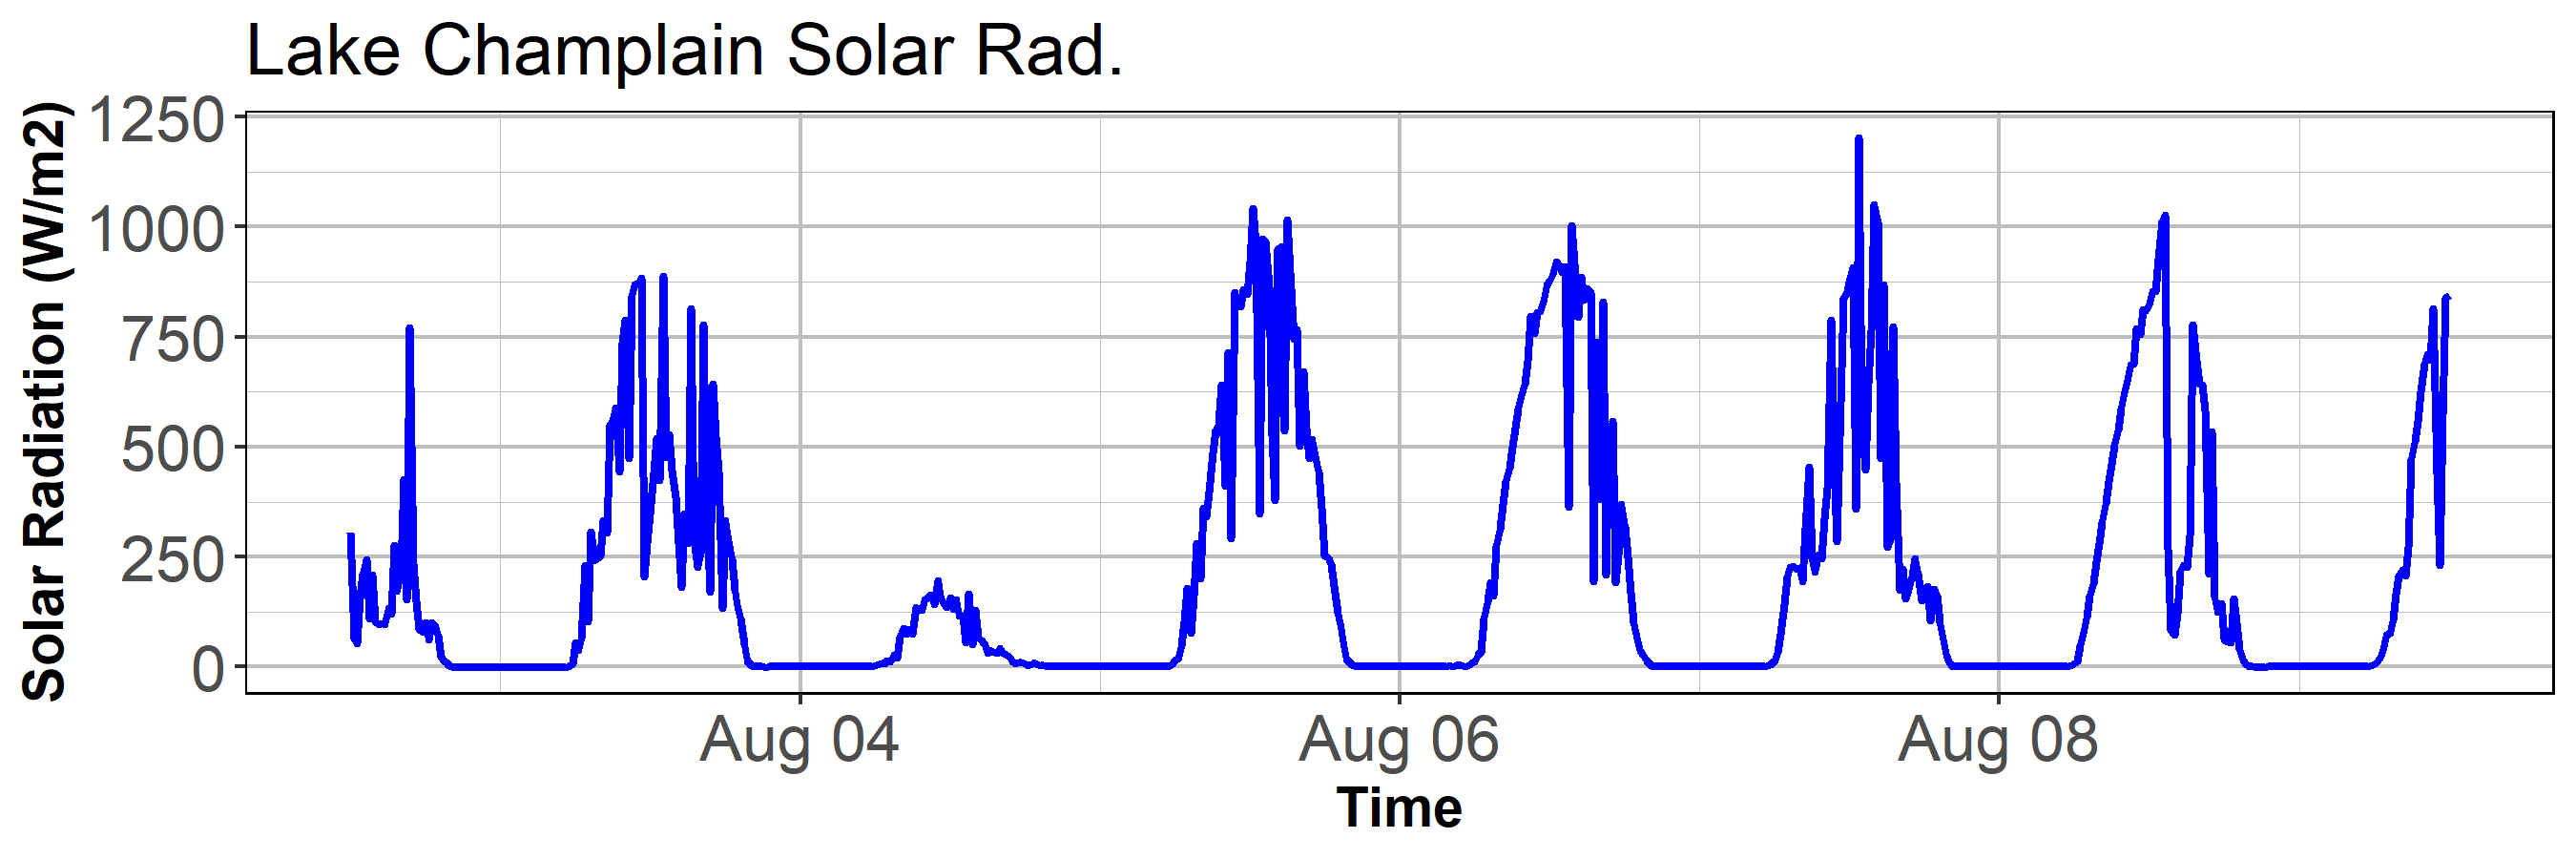 Lake Champlain Solar Rad.
Solar Radiation (W/m2)
1250
1000
750
500
250
0
Aug 04 Aug 06 Aug 08
Time